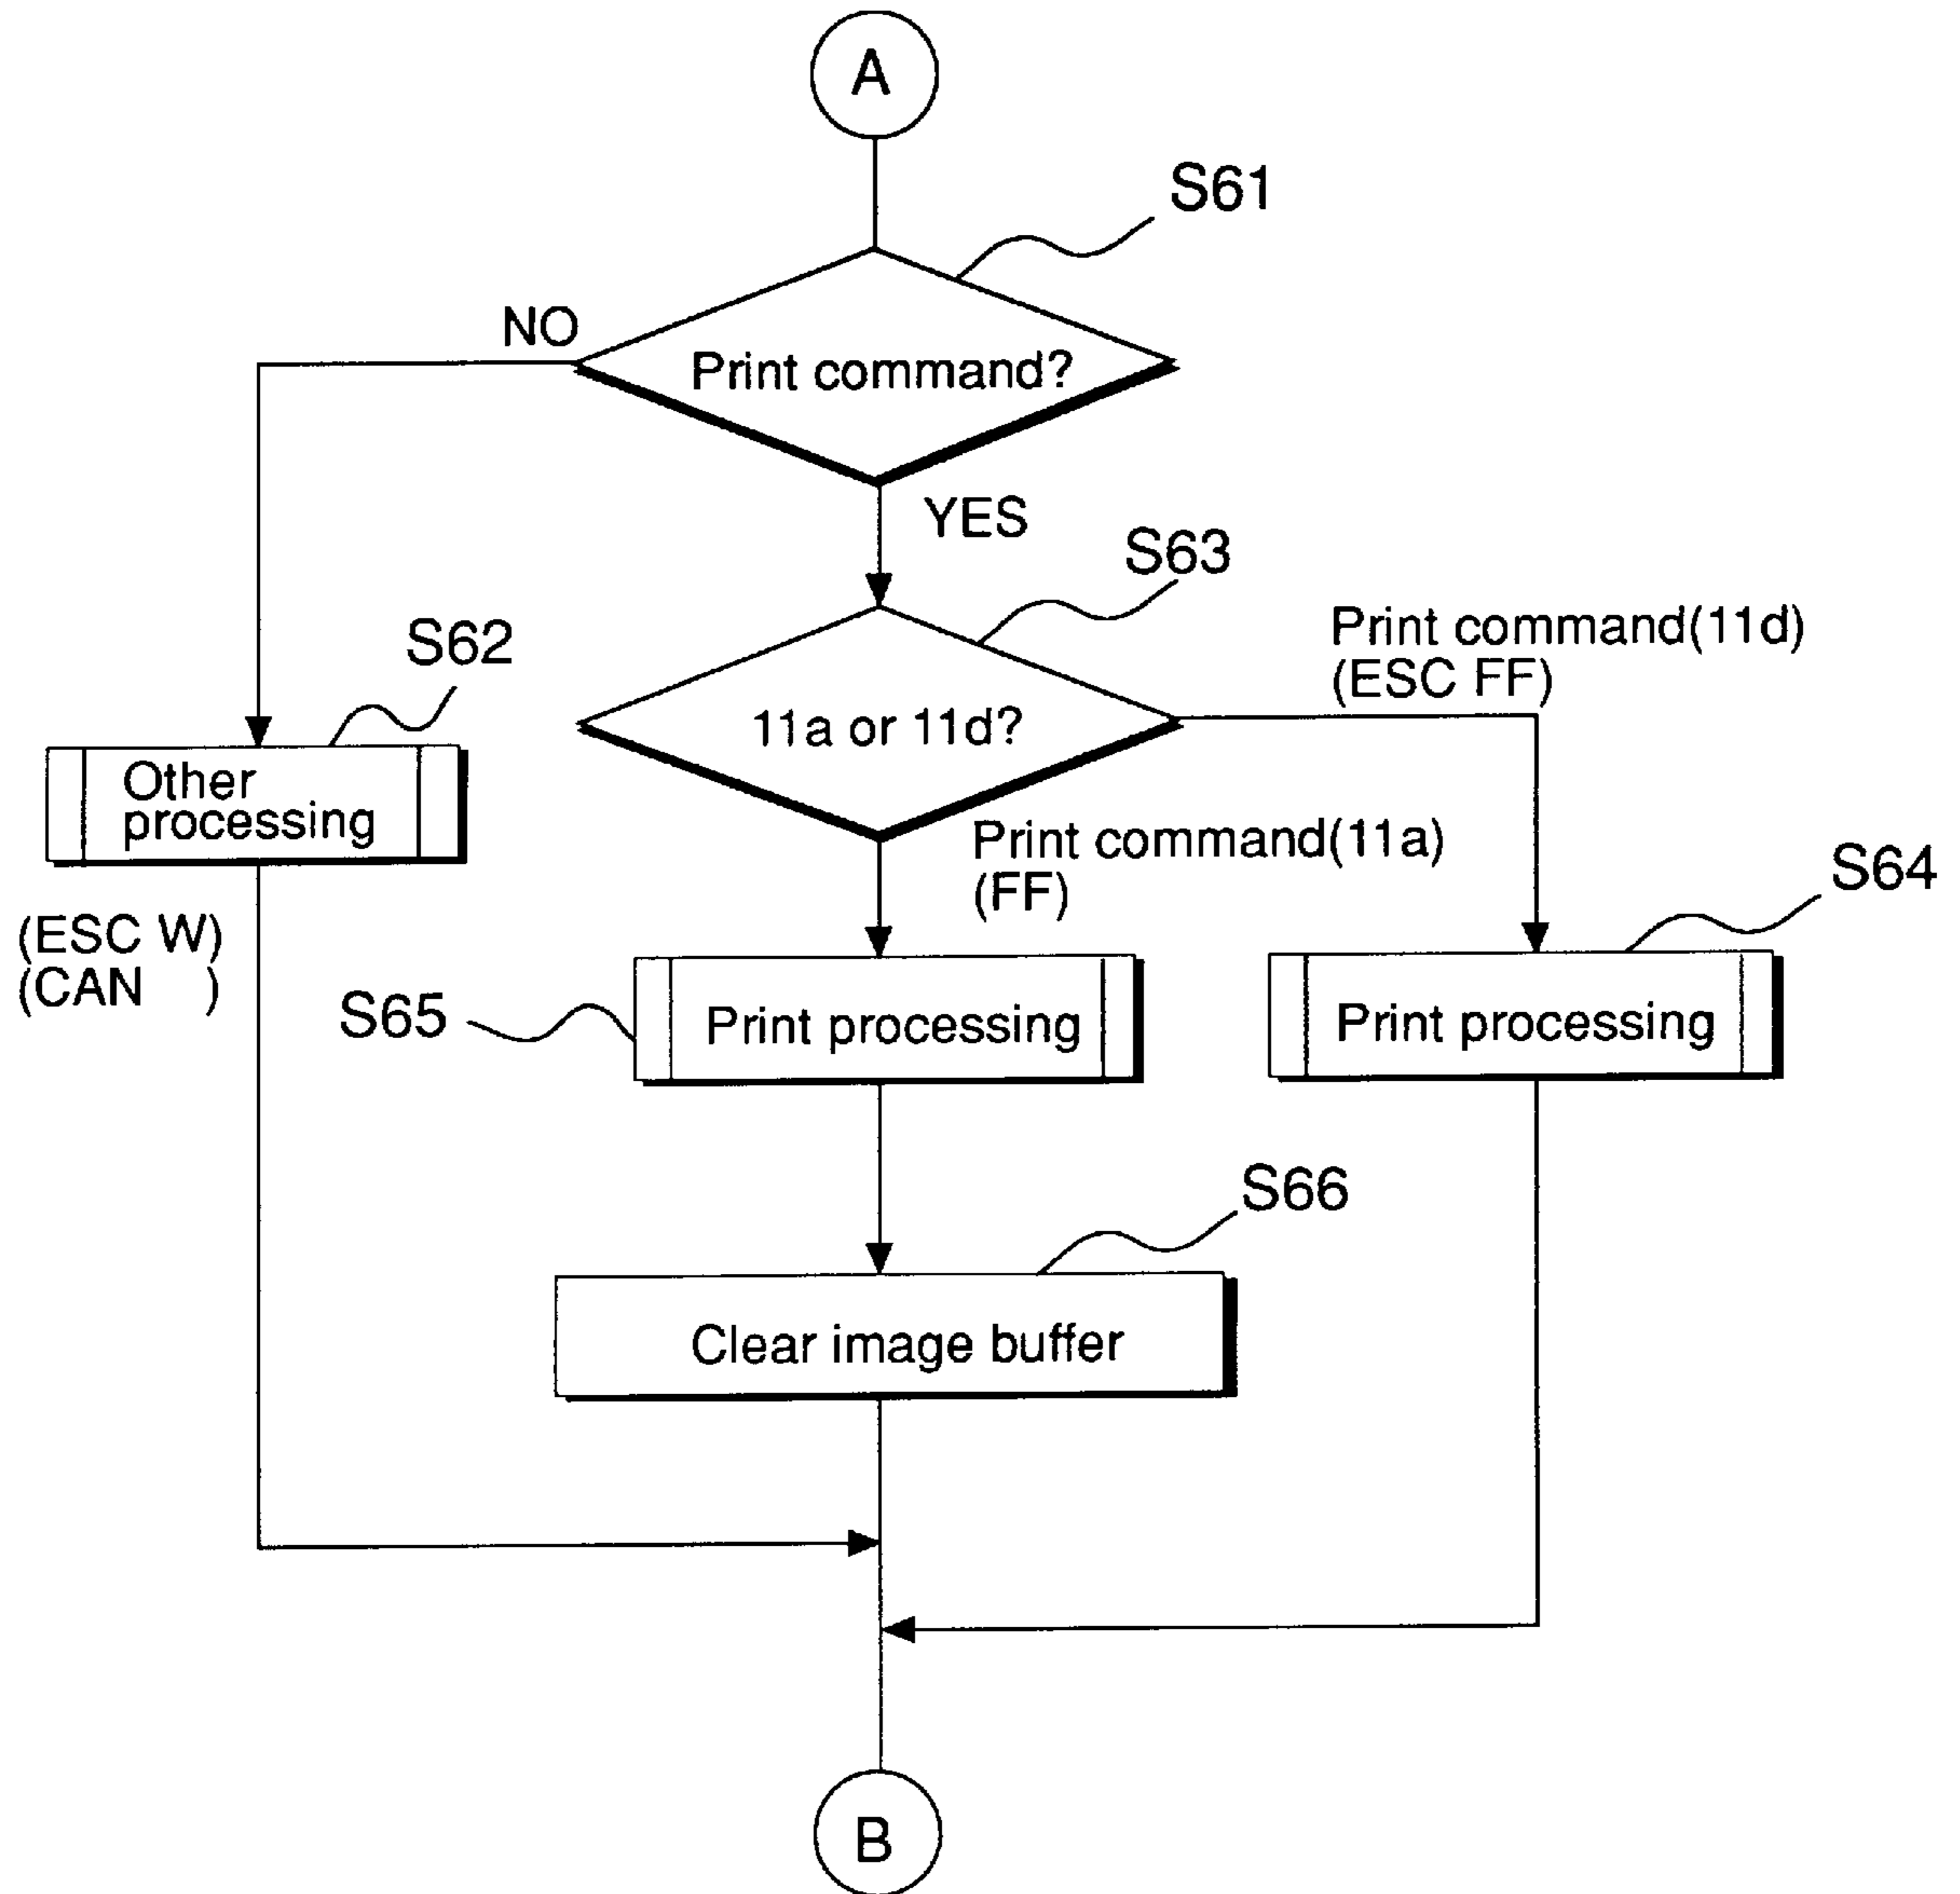 A
S61
NO
Print command?
YES
S63
Print command(11d)
(ESC FF)
S62
11a or 11d?
Other
processing
Print command(11a)
(FF)
S64
(ESC W)
(CAN )
S65
Print processing
Print processing
S66
Clear image buffer
B